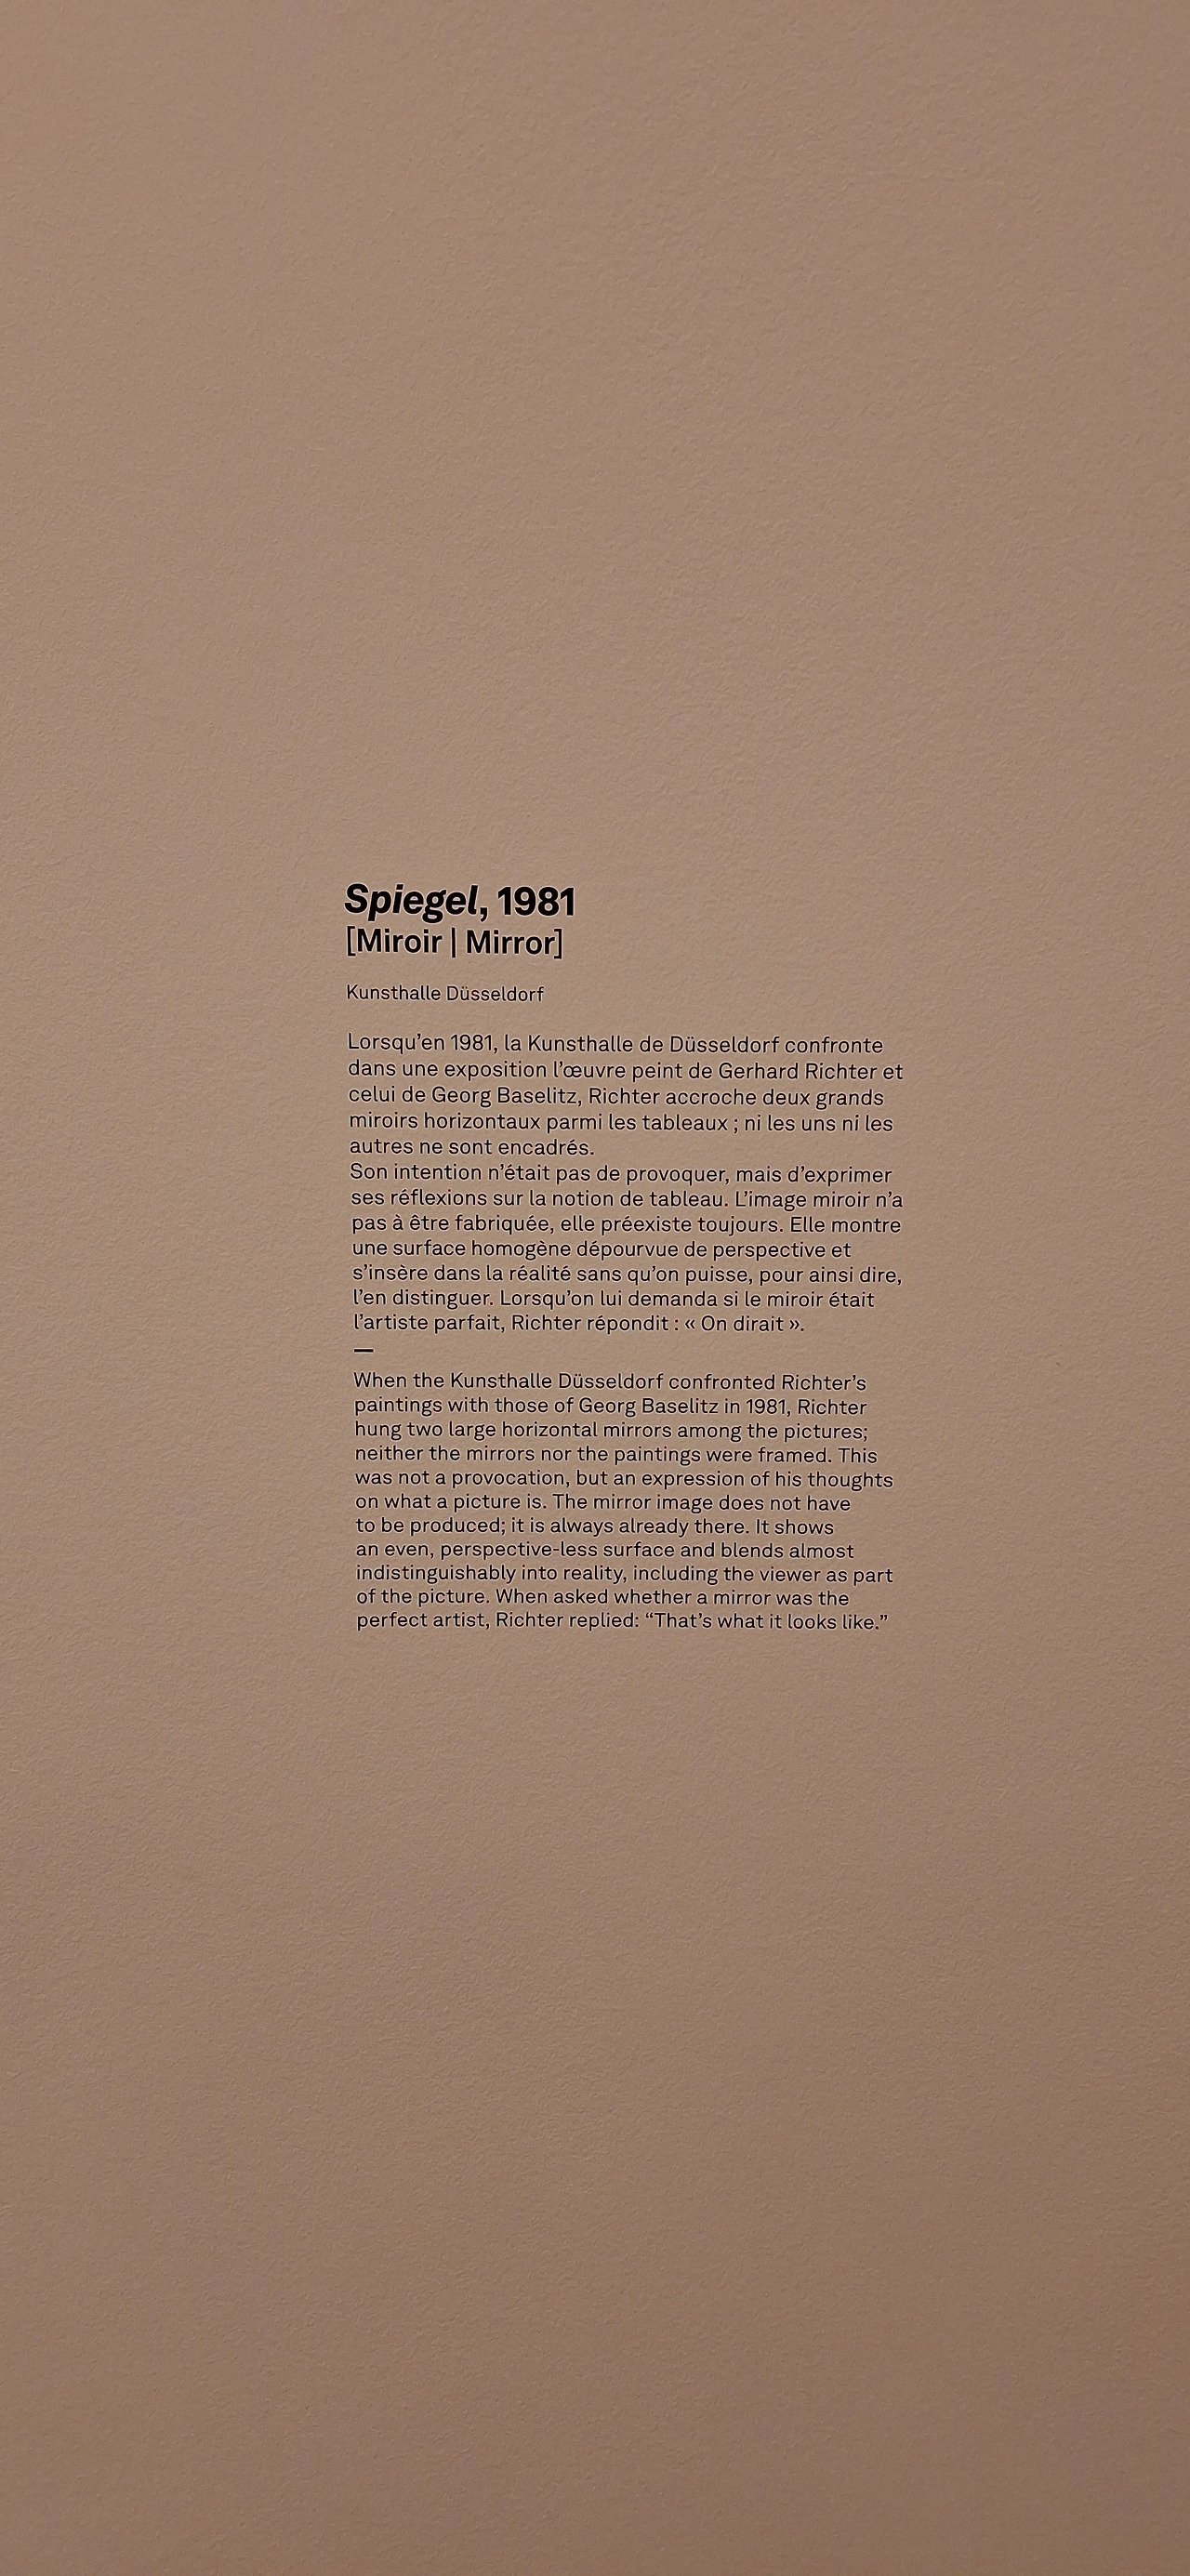 Spiegel, 1981
[Miroir | Mirror]
Kunsthalle Düsseldorf
Lorsqu’en 1981, la Kunsthalle de Düsseldorf confronte
dans une exposition l’œuvre peint de Gerhard Richter et
celui de Georg Baselitz, Richter accroche deux grands
miroirs horizontaux parmi les tableaux ; ni les uns ni les
autres ne sont encadrés.
Son intention n’était pas de provoquer, mais d’exprimer
ses réflexions sur la notion de tableau. L’image miroir n’a
pas à être fabriquée, elle préexiste toujours. Elle montre
une surface homogène dépourvue de perspective et
s’insère dans la réalité sans qu’on puisse, pour ainsi dire,
l’en distinguer. Lorsqu’on lui demanda si le miroir était
l’artiste parfait, Richter répondit : « On dirait ».
—
When the Kunsthalle Düsseldorf confronted Richter’s
paintings with those of Georg Baselitz in 1981, Richter
hung two large horizontal mirrors among the pictures;
neither the mirrors nor the paintings were framed. This
was not a provocation, but an expression of his thoughts
on what a picture is. The mirror image does not have
to be produced; it is always already there. It shows
an even, perspective-less surface and blends almost
indistinguishably into reality, including the viewer as part
of the picture. When asked whether a mirror was the
perfect artist, Richter replied: “That’s what it looks like.”